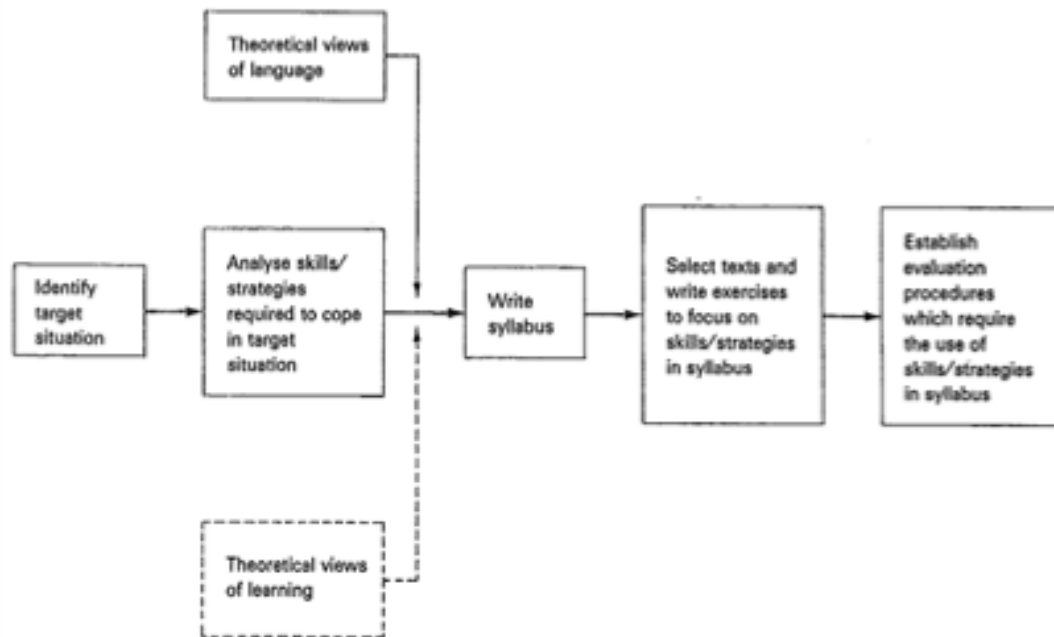 Theoretical views
of language
Identify
target
situation
Analyse skills/
strategies
required to cope
in target
situation
Write
syllabus
Select texts and
write exercises
to focus on
skills/strategies
in syllabus
Establish
evaluation
procedures
which require
the use of
skills/strategies
in syllabus
Theoretical views
of learning